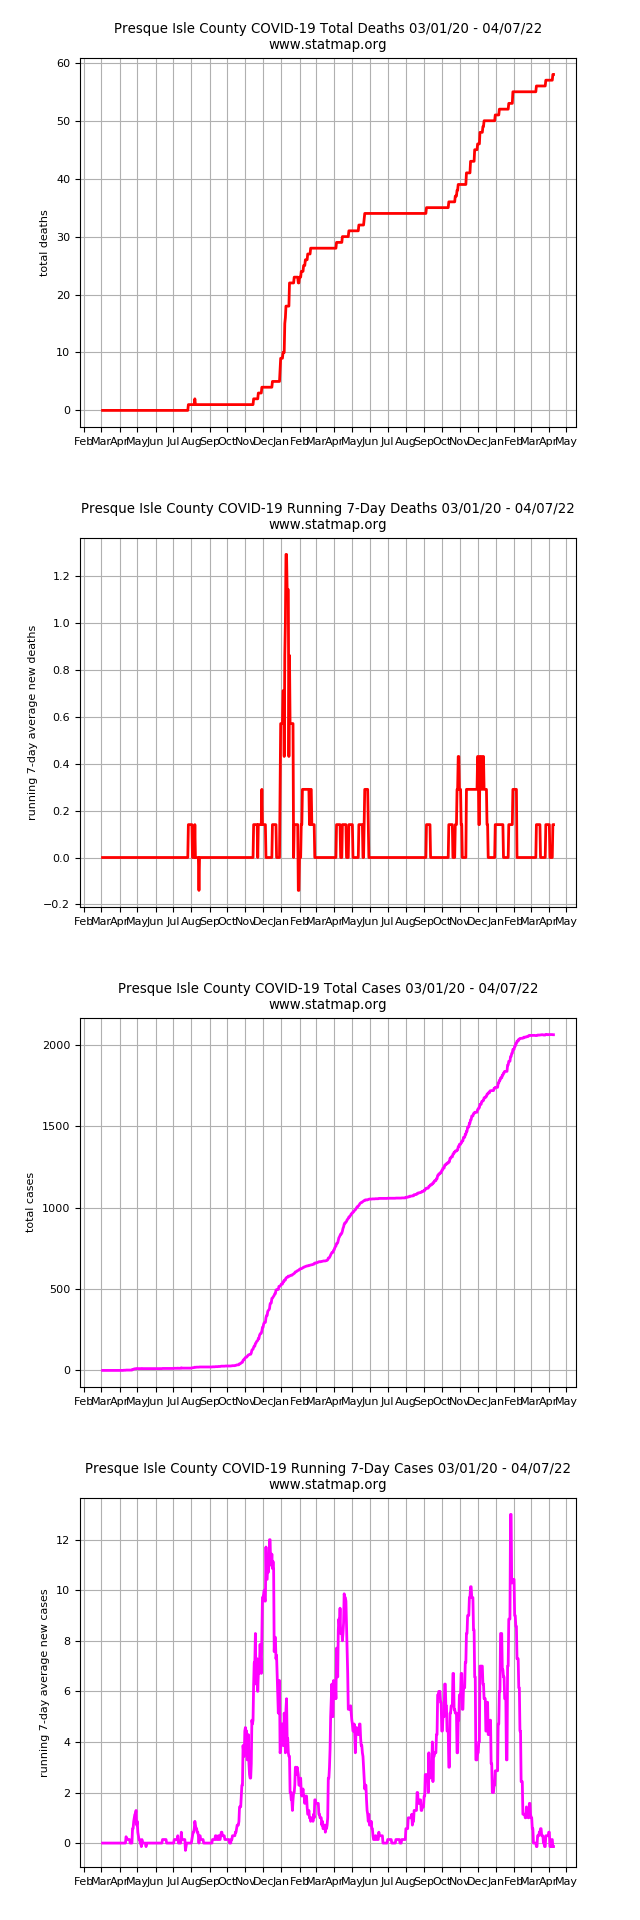 Presque Isle County COVID-19 Total Deaths 03/01/20 - 04/07/22
www.statmap.org
60
50
40
30
20
10
0
total deaths
Feb Mar Apr May Jun Jul Aug Sep Oct Nov Dec Jan Feb Mar Apr May Jun Jul Aug Sep Oct Nov Dec Jan Feb Mar Apr May
Presque Isle County COVID-19 Running 7-Day Deaths 03/01/20 - 04/07/22
www.statmap.org
1.2
1.0
0.8
0.6
0.4
0.2
0.0
−0.2
running 7-day average new deaths
Feb Mar Apr May Jun Jul Aug Sep Oct Nov Dec Jan Feb Mar Apr May Jun Jul Aug Sep Oct Nov Dec Jan Feb Mar Apr May
Presque Isle County COVID-19 Total Cases 03/01/20 - 04/07/22
www.statmap.org
2000
1500
1000
500
0
total cases
Feb Mar Apr May Jun Jul Aug Sep Oct Nov Dec Jan Feb Mar Apr May Jun Jul Aug Sep Oct Nov Dec Jan Feb Mar Apr May
Presque Isle County COVID-19 Running 7-Day Cases 03/01/20 - 04/07/22
www.statmap.org
12
10
8
6
4
2
0
running 7-day average new cases
Feb Mar Apr May Jun Jul Aug Sep Oct Nov Dec Jan Feb Mar Apr May Jun Jul Aug Sep Oct Nov Dec Jan Feb Mar Apr May